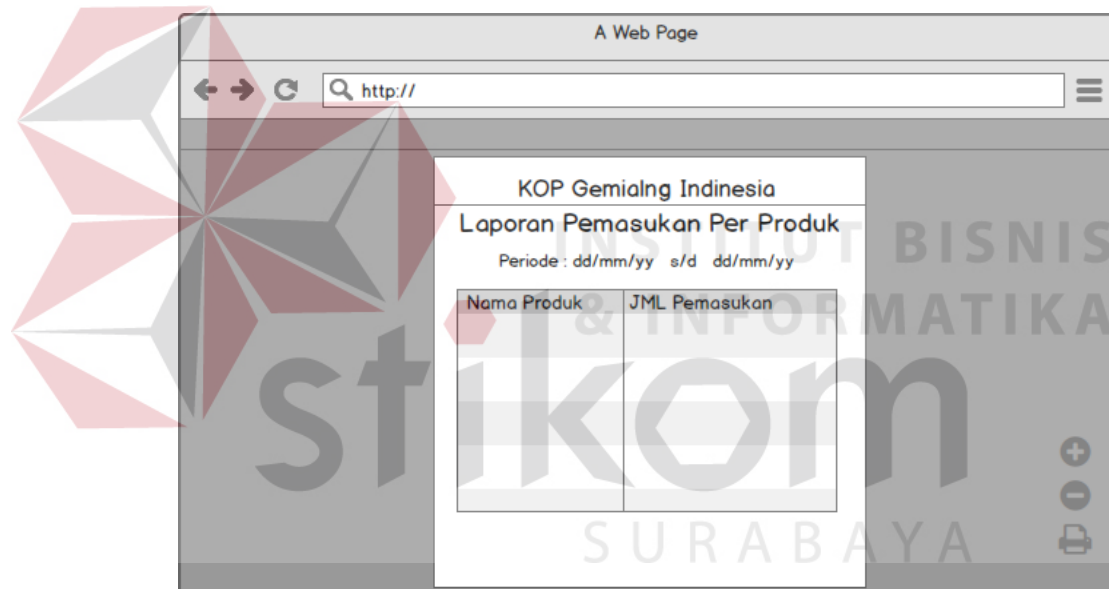 A Web Page
http://
KOP Gemialng Indinesia
Laporan Pemasukan Per Produk
Periode : dd/mm/yy s/d dd/mm/yy
Nama Produk JML Pemasukan
INSTITUT BISNIS
& INFORMATIKA
stikom
SURABAYA